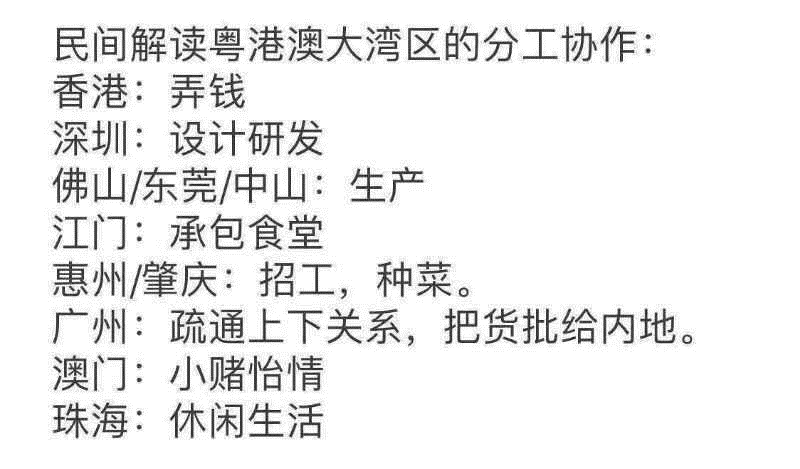 民间解读粤港澳大湾区的分工协作：
香港：弄钱
深圳：设计研发
佛山/东莞/中山：生产
江门：承包食堂
惠州/肇庆：招工，种菜。
广州：疏通上下关系，把货批给内地。
澳门：小赌怡情
珠海：休闲生活